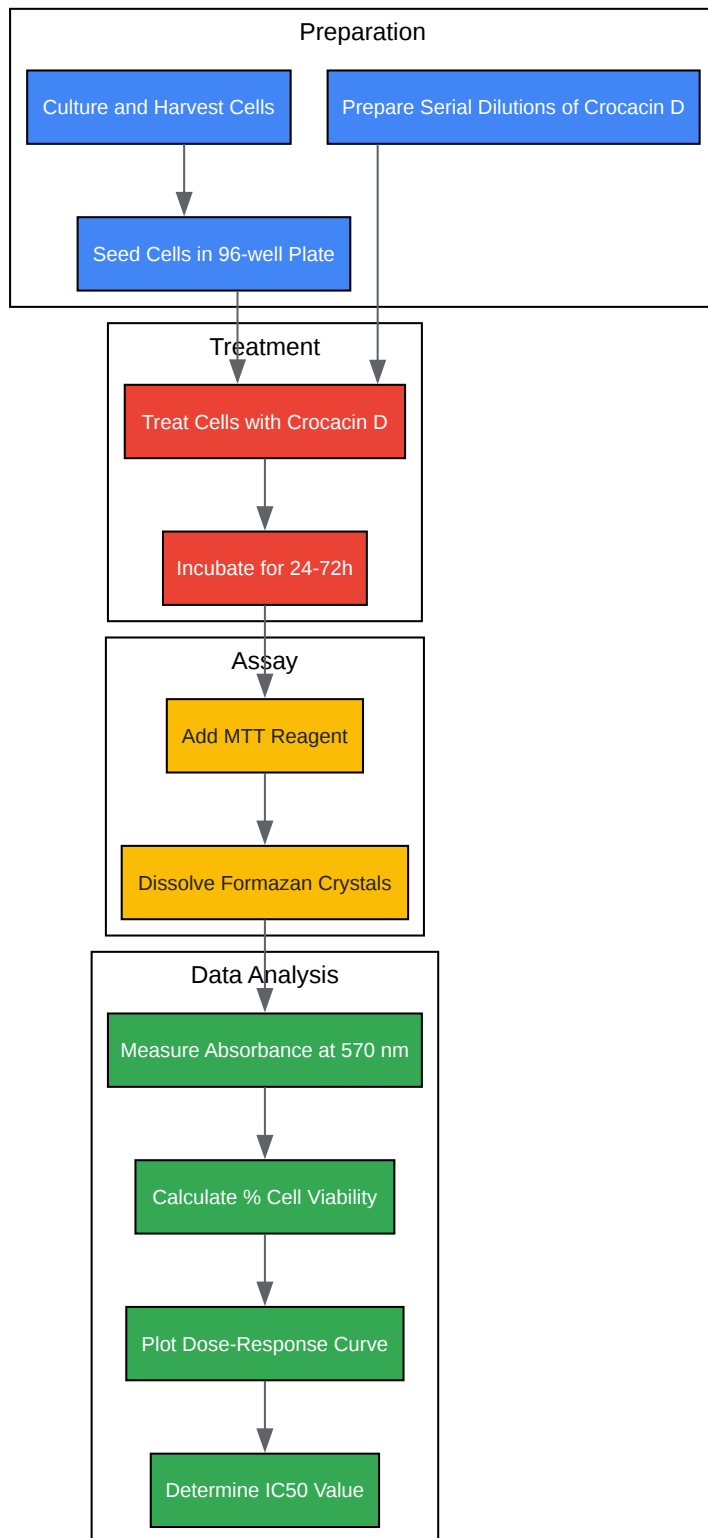 Preparation
Culture and Harvest Cells
Prepare Serial Dilutions of Crocacin D
Seed Cells in 96-well Plate
Treatment
Treat Cells with Crocacin D
Incubate for 24-72h
Assay
Add MTT Reagent
Dissolve Formazan Crystals
Data Analysis
Measure Absorbance at 570 nm
Calculate % Cell Viability
Plot Dose-Response Curve
Determine IC50 Value